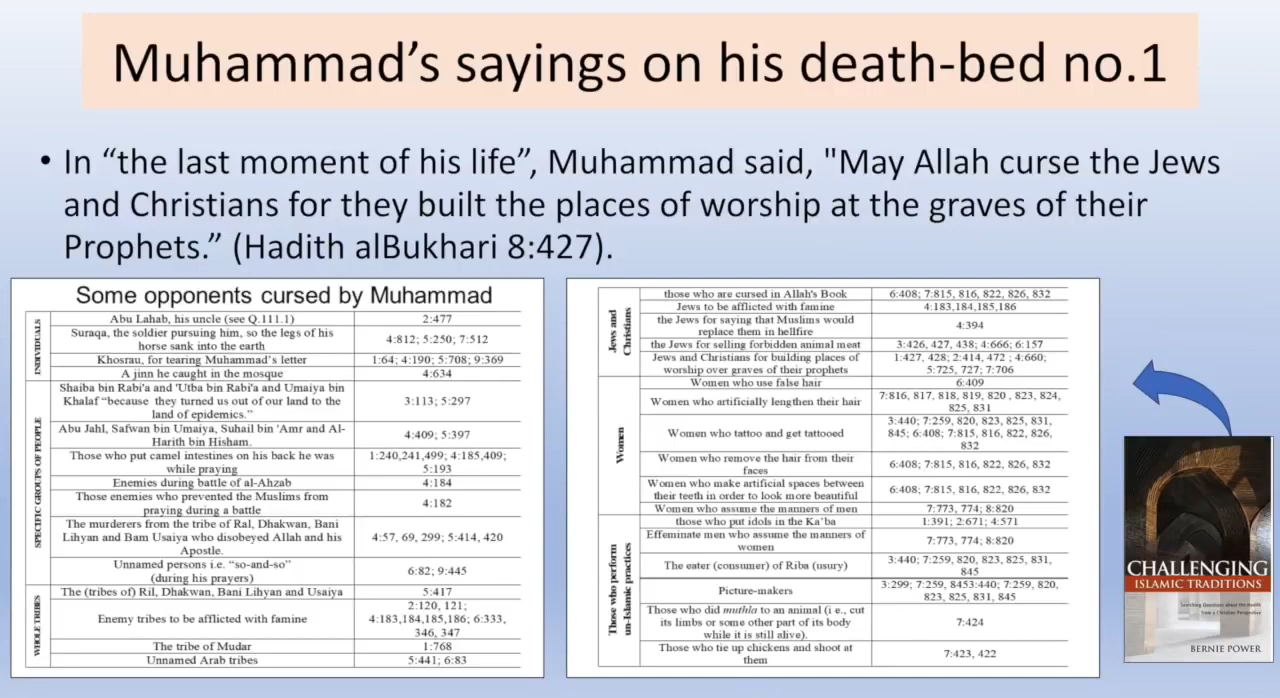 Muhammad's sayings on his death-bed no.1
• In “the last moment of his life”, Muhammad said, "May Allah curse the Jews
and Christians for they built the places of worship at the graves of their
Prophets.” (Hadith alBukhari 8:427).
Some opponents cursed by Muhammad
INDIVIDUALS
Abu Lahab, his uncle (see Q.111.1) 2:477
Suraqa, the soldier pursuing him, so the legs of his
horse sank into the earth 4:812; 5:250; 7:512
Khosrau, for tearing Muhammad's letter 1:64; 4:190; 5:708; 9:369
A jinn he caught in the mosque 4:634
SPECIFIC GROUPS OF PEOPLE
Shaiba bin Rabi'a and 'Utba bin Rabi'a and Umaiya bin
Khalaf “because they turned us out of our land to the
land of epidemics.” 3:113; 5:297
Abu Jahl, Safwan bin Umaiya, Suhail bin 'Amr and Al-
Harith bin Hisham. 4:409; 5:397
Those who put camel intestines on his back he was
while praying 1:240,241,499; 4:185,409;
5:193
Enemies during battle of al-Ahzab 4:184
Those enemies who prevented the Muslims from
praying during a battle 4:182
The murderers from the tribe of Ral, Dhakwan, Bani
Lihyan and Bam Usaiya who disobeyed Allah and his
Apostle. 4:57, 69, 299; 5:414, 420
Unnamed persons i.e. “so-and-so”
(during his prayers) 6:82; 9:445
WHOLE TRIBES
The (tribes of) Ril, Dhakwan, Bani Lihyan and Usaiya 5:417
Enemy tribes to be afflicted with famine 2:120, 121;
4:183,184,185,186; 6:333,
346, 347
The tribe of Mudar 1:768
Unnamed Arab tribes 5:441; 6:83
Jews and
Christians
those who are cursed in Allah's Book 6:408; 7:815, 816, 822, 826, 832
Jews to be afflicted with famine 4:183,184,185,186
the Jews for saying that Muslims would
replace them in hellfire 4:394
the Jews for selling forbidden animal meat 3:426, 427, 438; 4:666; 6:157
Jews and Christians for building places of
worship over graves of their prophets 1:427, 428; 2:414, 472 ; 4:660;
5:725, 727; 7:706
Women
Women who use false hair 6:409
Women who artificially lengthen their hair 7:816, 817, 818, 819, 820 , 823, 824,
825, 831
Women who tattoo and get tattooed 3:440; 7:259, 820, 823, 825, 831,
845; 6:408; 7:815, 816, 822, 826,
832
Women who remove the hair from their
faces 6:408; 7:815, 816, 822, 826, 832
Women who make artificial spaces between
their teeth in order to look more beautiful 6:408; 7:815, 816, 822, 826, 832
Women who assume the manners of men 7:773, 774; 8:820
Those who perform
un-Islamic practices
those who put idols in the Ka'ba 1:391; 2:671; 4:571
Effeminate men who assume the manners of
women 7:773, 774; 8:820
The eater (consumer) of Riba (usury) 3:440; 7:259, 820, 823, 825, 831,
845
Picture-makers 3:299; 7:259, 8453:440; 7:259, 820,
823, 825, 831, 845
Those who did muthla to an animal (i e., cut
its limbs or some other part of its body
while it is still alive). 7:424
Those who tie up chickens and shoot at
them 7:423, 422
CHALLENGING
ISLAMIC TRADITIONS
Searching Questions about the Hadith
from a Christian Perspective
BERNIE POWER